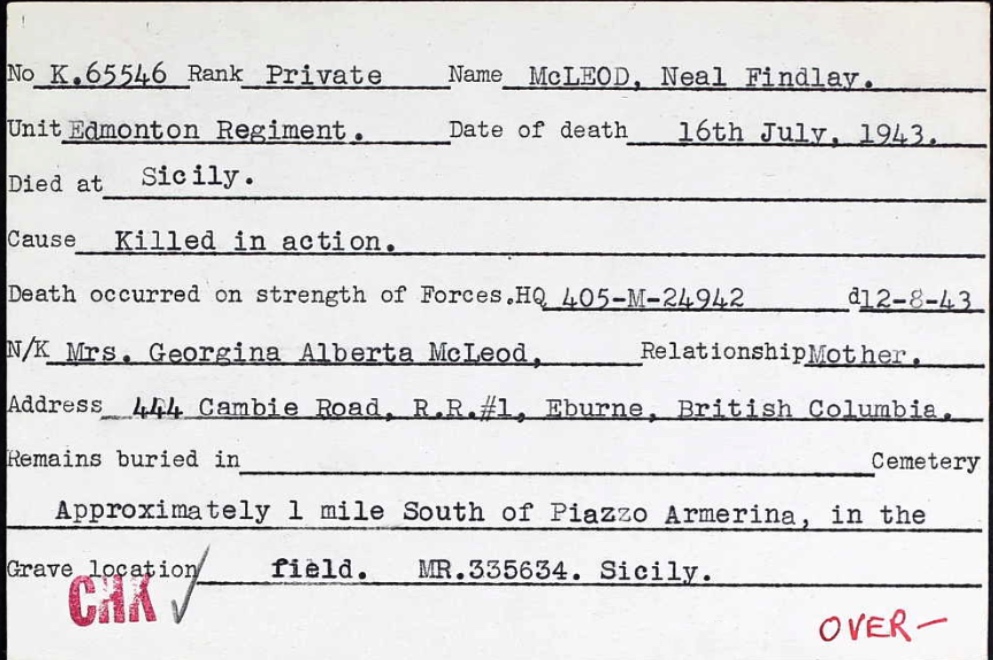 No K.65546 Rank Private Name McLEOD, Neal Findlay.
Unit Edmonton Regiment. Date of death 16th July, 1943.
Died at Sicily.
Cause Killed in action.
Death occurred on strength of Forces.HQ 405-M-24942 d12-8-43
N/K Mrs. Georgina Alberta McLeod, Relationship Mother.
Address 444 Cambie Road, R.R.#1, Eburne, British Columbia.
Remains buried in Cemetery
Approximately 1 mile South of Piazzo Armerina, in the
Grave location field. MR.335634. Sicily.
CHK
OVER-